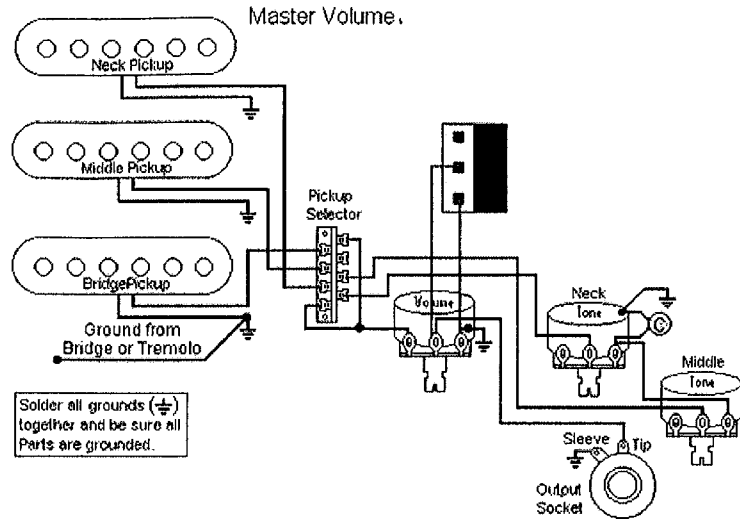 Master Volume.
Neck Pickup
Middle Pickup
Pickup
Selector
BridgePickup
Volume
Neck
Tone
C
Ground from
Bridge or Tremolo
Middle
Tone
Solder all grounds (⏚)
together and be sure all
Parts are grounded.
Sleeve
Tip
Output
Socket